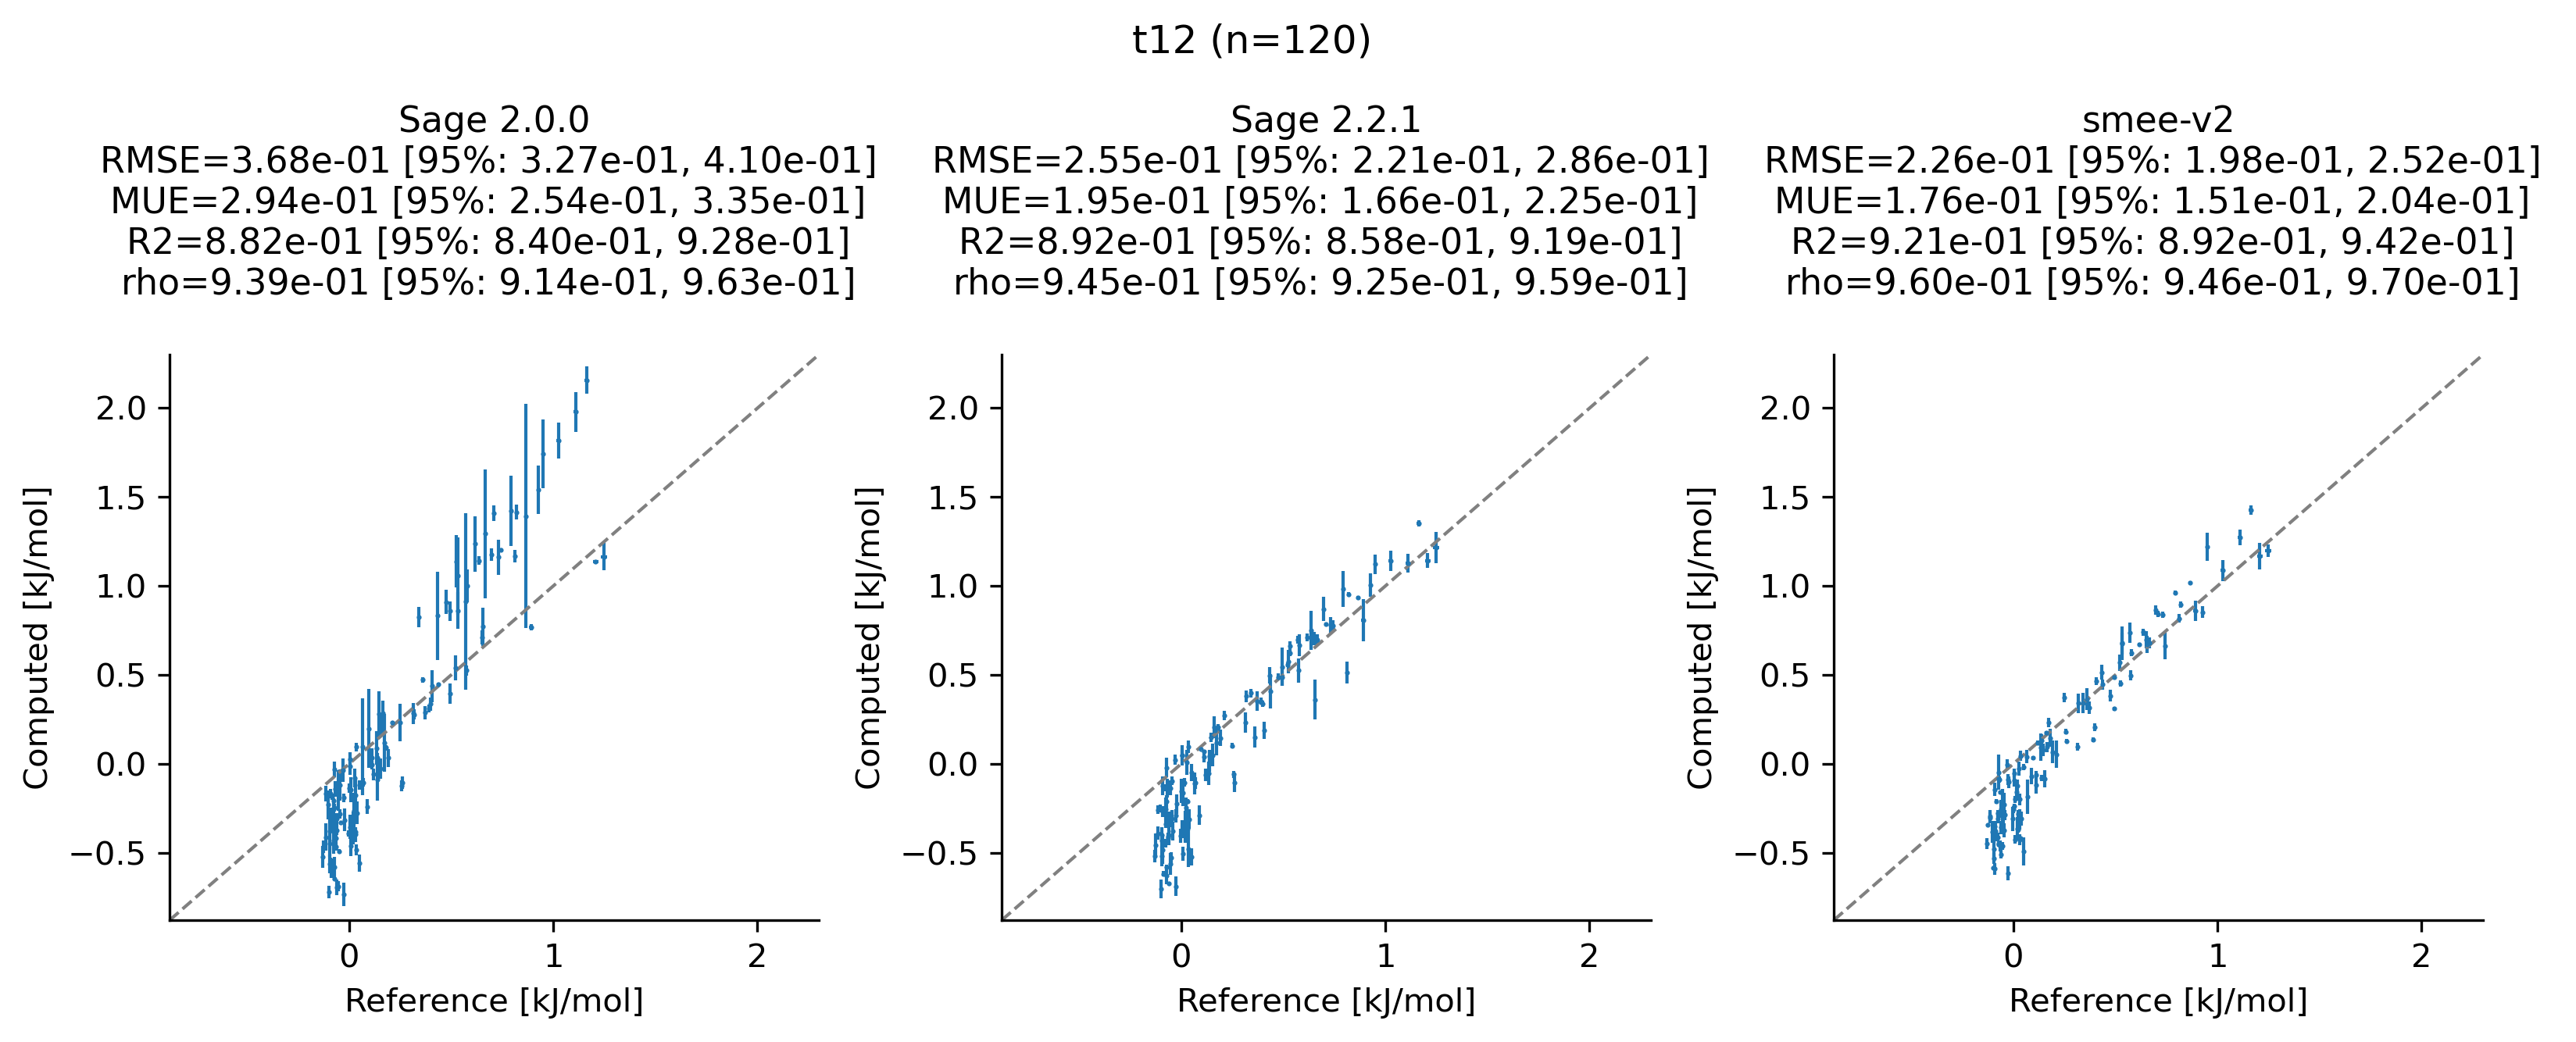 t12 (n=120)
Sage 2.0.0
RMSE=3.68e-01 [95%: 3.27e-01, 4.10e-01]
MUE=2.94e-01 [95%: 2.54e-01, 3.35e-01]
R2=8.82e-01 [95%: 8.40e-01, 9.28e-01]
rho=9.39e-01 [95%: 9.14e-01, 9.63e-01]
2.0
1.5
1.0
0.5
0.0
−0.5
Computed [kJ/mol]
0 1 2
Reference [kJ/mol]
Sage 2.2.1
RMSE=2.55e-01 [95%: 2.21e-01, 2.86e-01]
MUE=1.95e-01 [95%: 1.66e-01, 2.25e-01]
R2=8.92e-01 [95%: 8.58e-01, 9.19e-01]
rho=9.45e-01 [95%: 9.25e-01, 9.59e-01]
2.0
1.5
1.0
0.5
0.0
−0.5
Computed [kJ/mol]
0 1 2
Reference [kJ/mol]
smee-v2
RMSE=2.26e-01 [95%: 1.98e-01, 2.52e-01]
MUE=1.76e-01 [95%: 1.51e-01, 2.04e-01]
R2=9.21e-01 [95%: 8.92e-01, 9.42e-01]
rho=9.60e-01 [95%: 9.46e-01, 9.70e-01]
2.0
1.5
1.0
0.5
0.0
−0.5
Computed [kJ/mol]
0 1 2
Reference [kJ/mol]